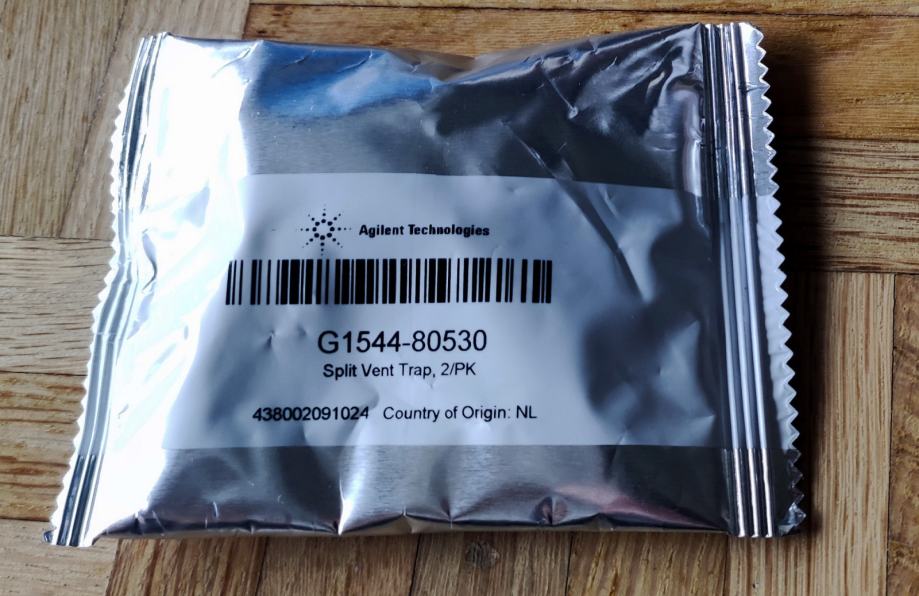 Agilent Technologies
G1544-80530
Split Vent Trap, 2/PK
438002091024 Country of Origin: NL